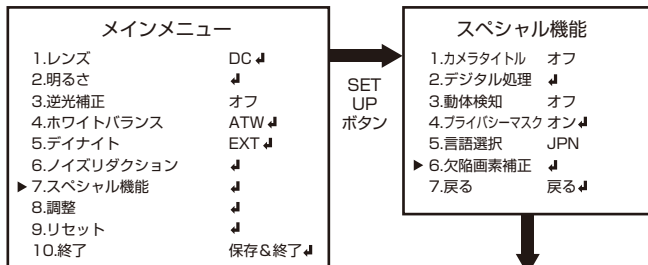 メインメニュー
1.レンズ DC↲
2.明るさ ↲
3.逆光補正 オフ
4.ホワイトバランス ATW↲
5.デイナイト EXT↲
6.ノイズリダクション ↲
▶7.スペシャル機能 ↲
8.調整 ↲
9.リセット ↲
10.終了 保存&終了↲
SET
UP
ボタン
スペシャル機能
1.カメラタイトル オフ
2.デジタル処理 ↲
3.動体検知 オフ
4.プライバシーマスク オン↲
5.言語選択 JPN
▶6.欠陥画素補正 ↲
7.戻る 戻る↲